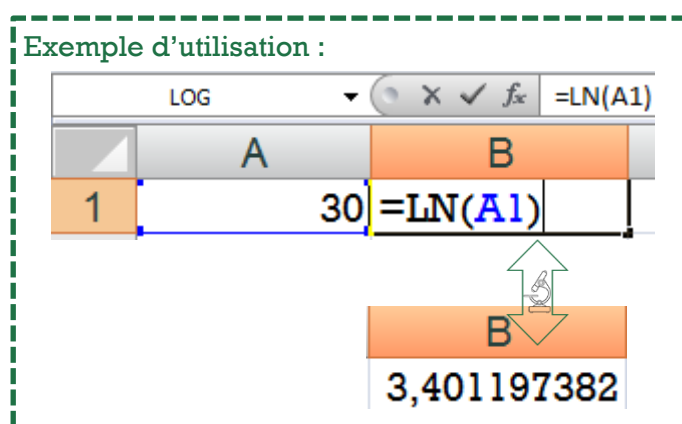 Exemple d’utilisation :
LOG fx =LN(A1)
A B
1 30 =LN(A1)
B
3,401197382